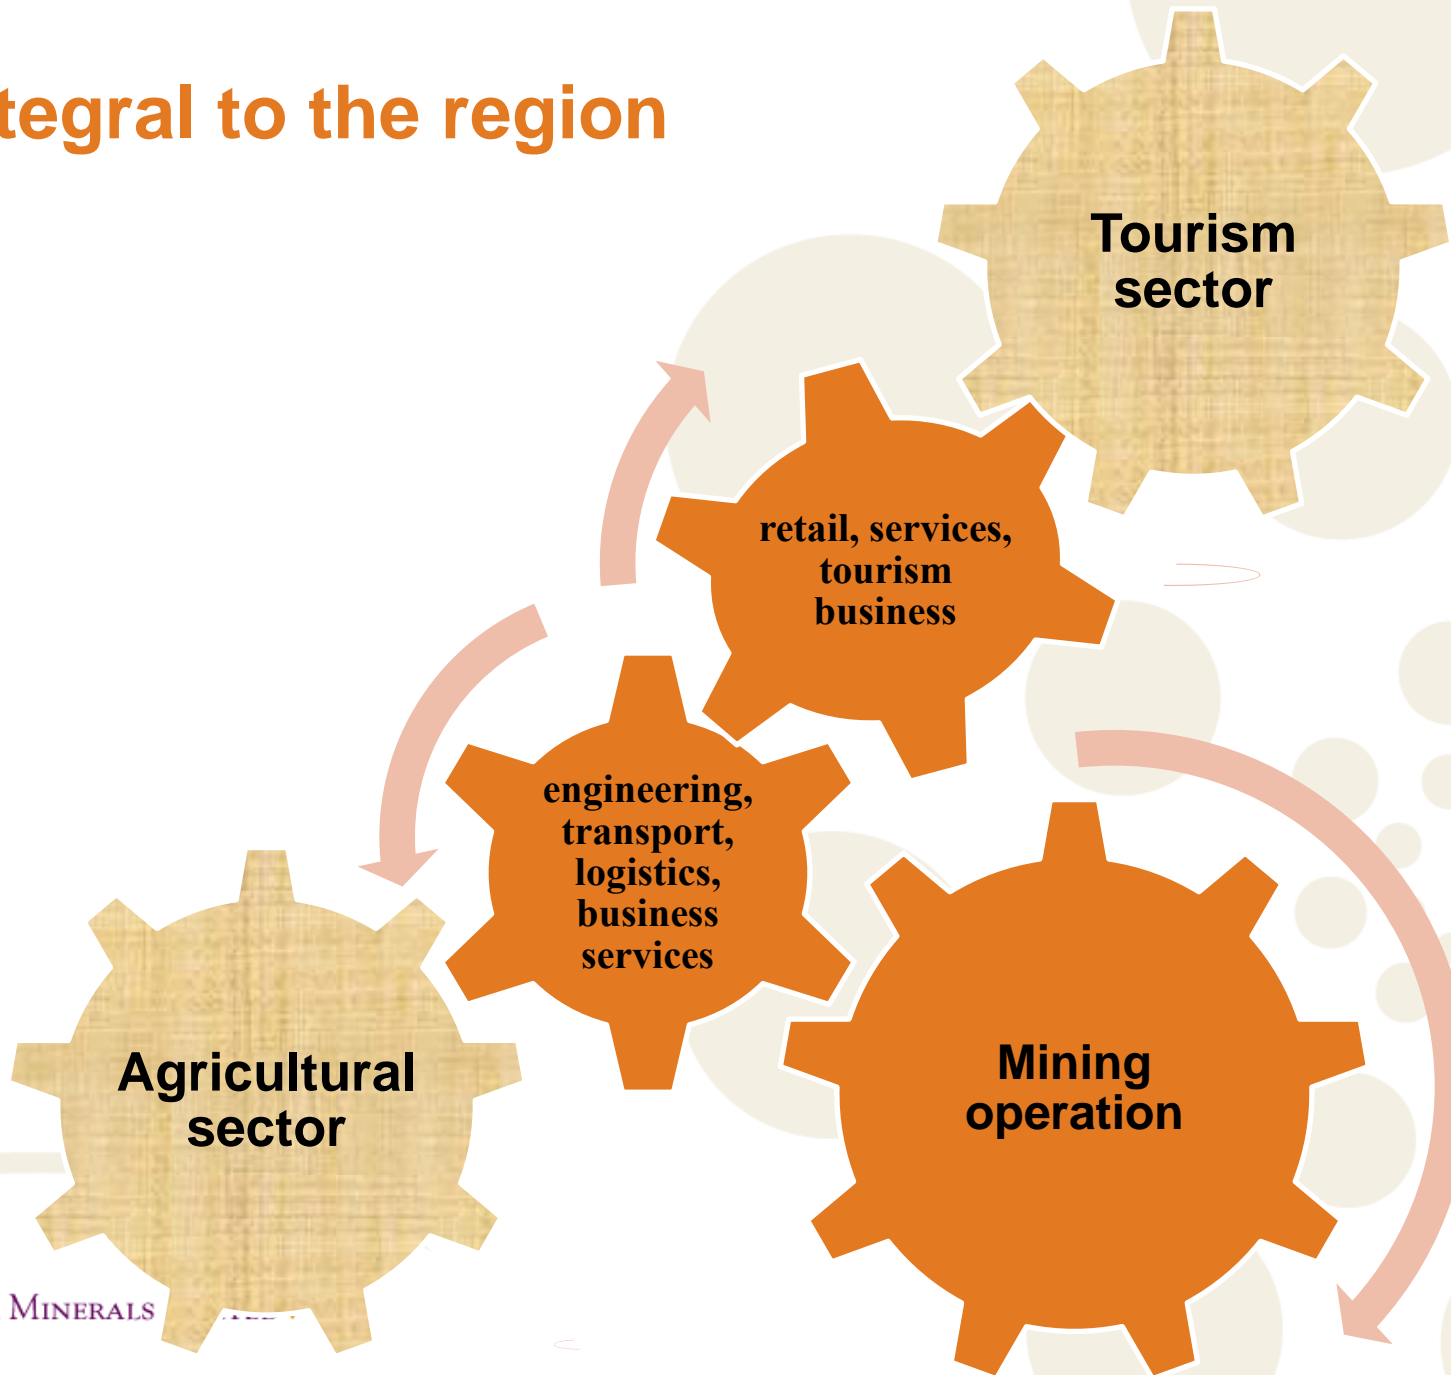 tegral to the region
Tourism
sector
retail, services,
tourism
business
engineering,
transport,
logistics,
business
services
Agricultural
sector
Mining
operation
MINERALS